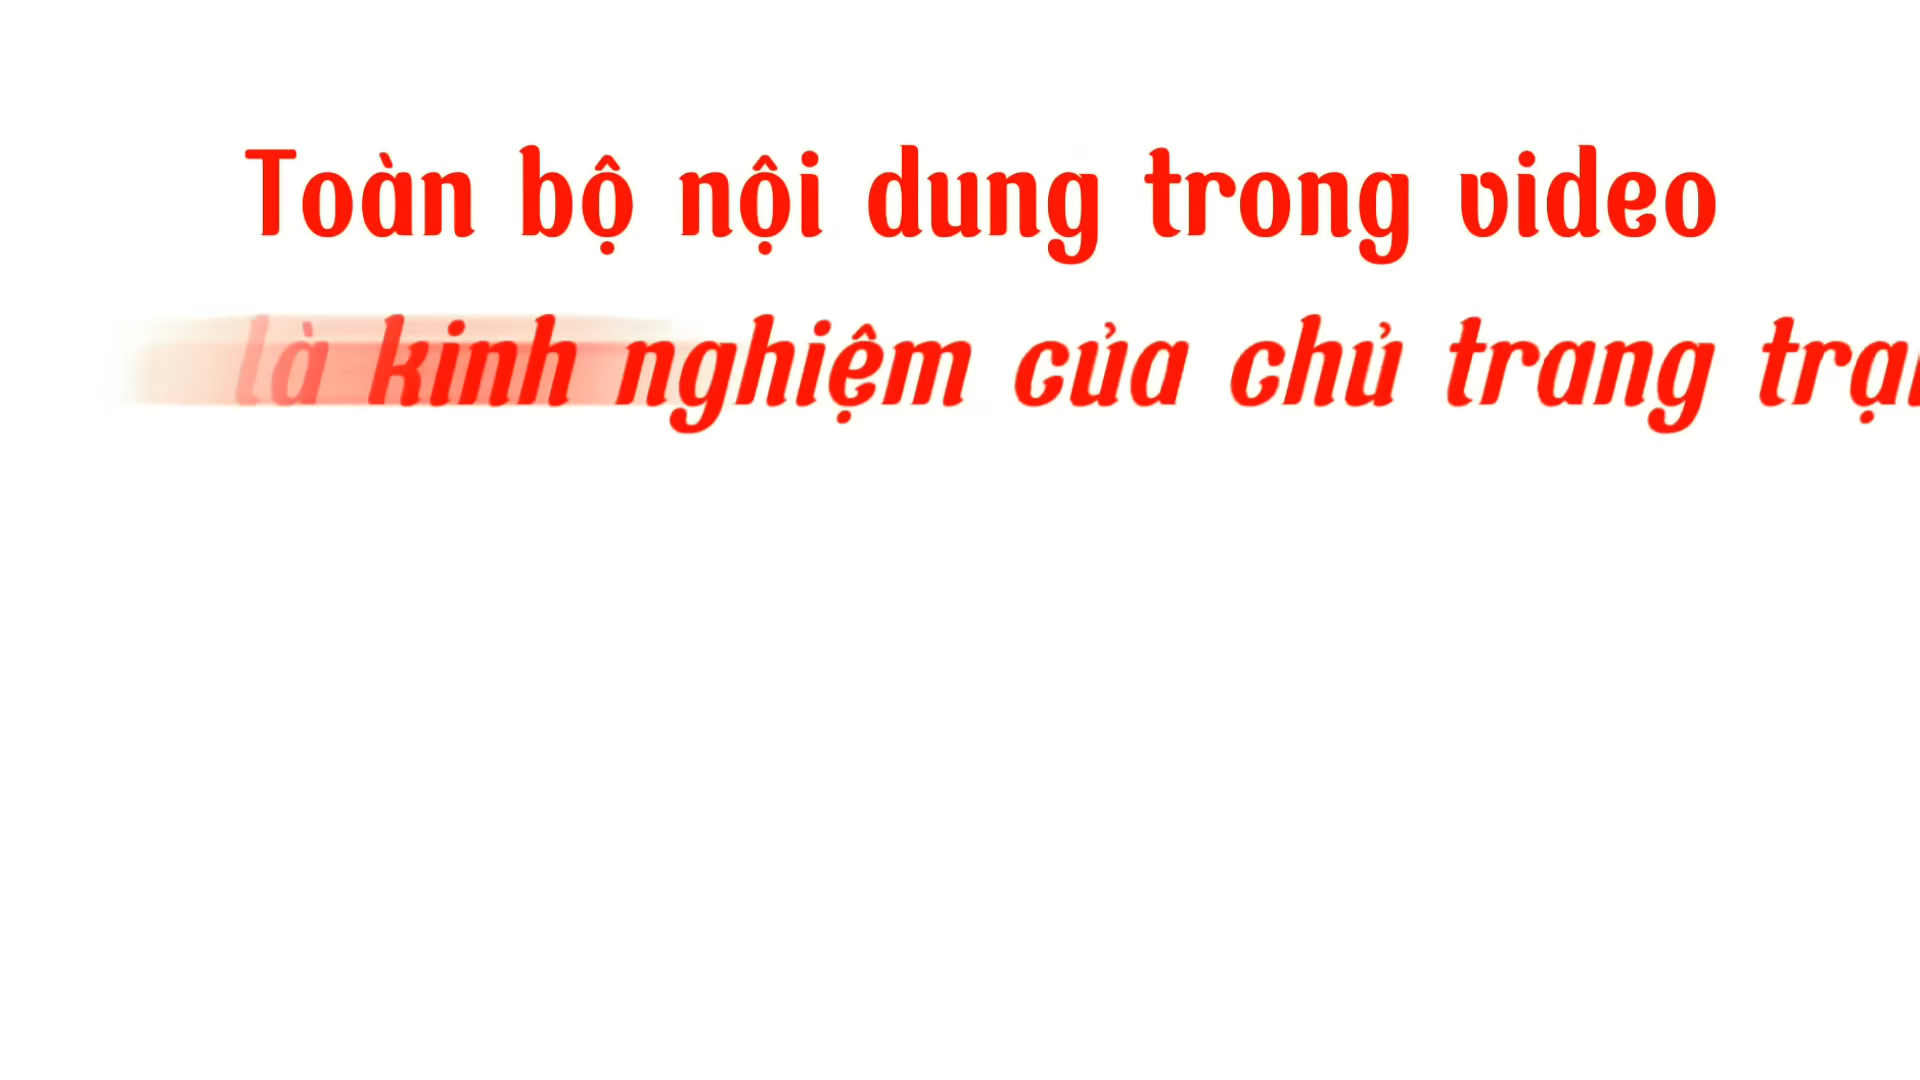 Toàn bộ nội dung trong video
là kinh nghiệm của chủ trang